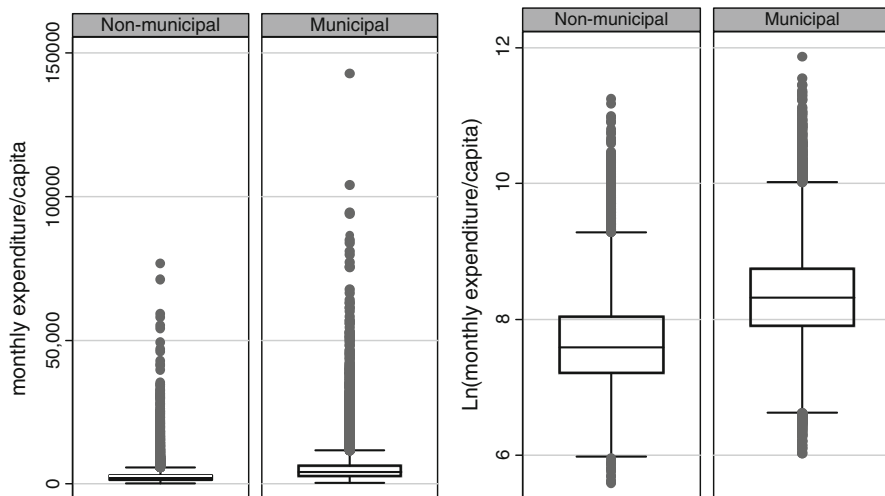 Non-municipal
Municipal
monthly expenditure/capita
150000
100000
50,000
0
Non-municipal
Municipal
Ln(monthly expenditure/capita)
12
10
8
6